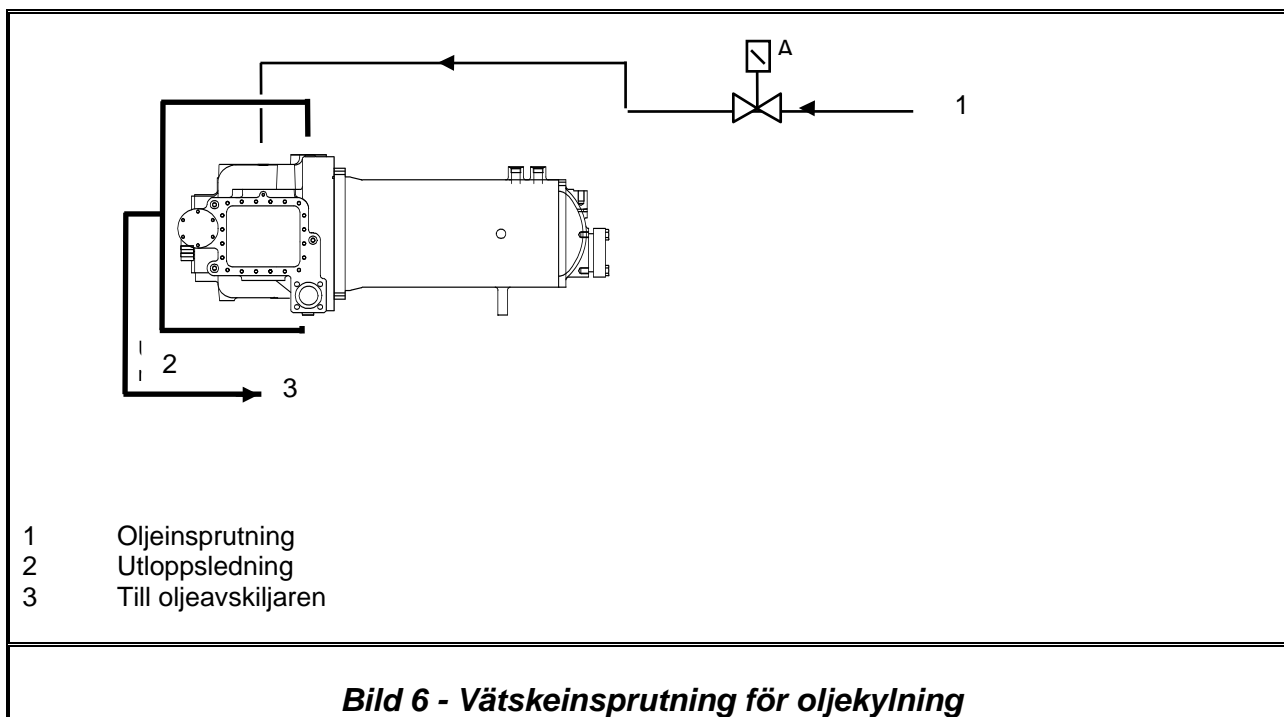 A
1
2
3
1 Oljeinsprutning
2 Utloppsledning
3 Till oljeavskiljaren
Bild 6 - Vätskeinsprutning för oljekylning